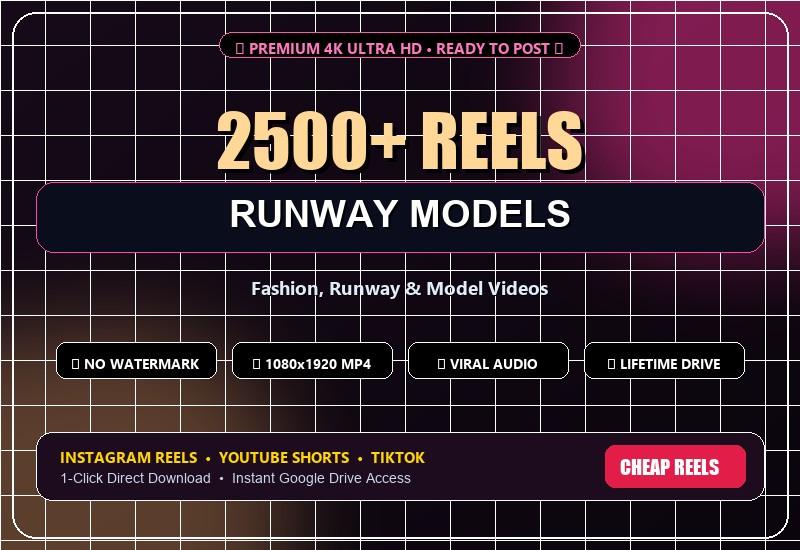 PREMIUM 4K ULTRA HD • READY TO POST
2500+ REELS
RUNWAY MODELS
Fashion, Runway & Model Videos
NO WATERMARK
1080x1920 MP4
VIRAL AUDIO
LIFETIME DRIVE
INSTAGRAM REELS • YOUTUBE SHORTS • TIKTOK
1-Click Direct Download • Instant Google Drive Access
CHEAP REELS